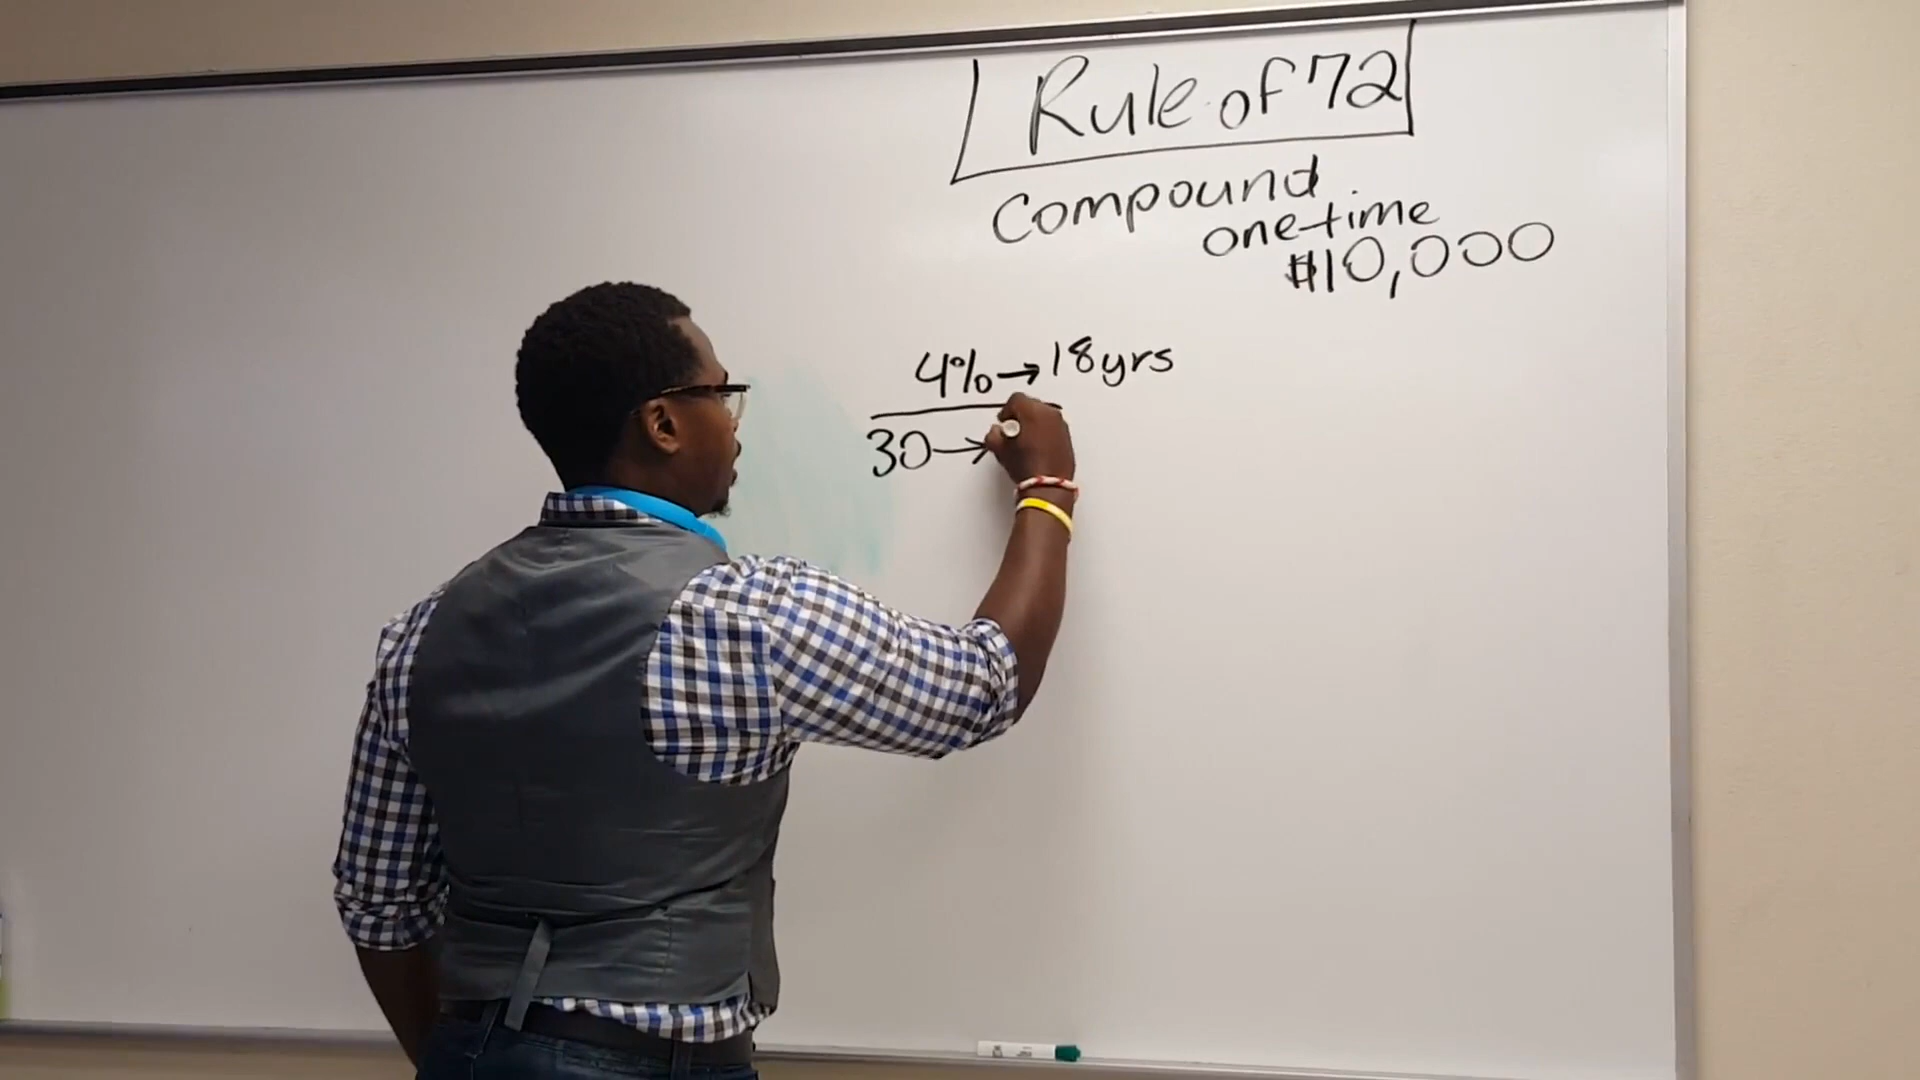 Rule of 72
Compound
one-time
$10,000
4%→18yrs
30→